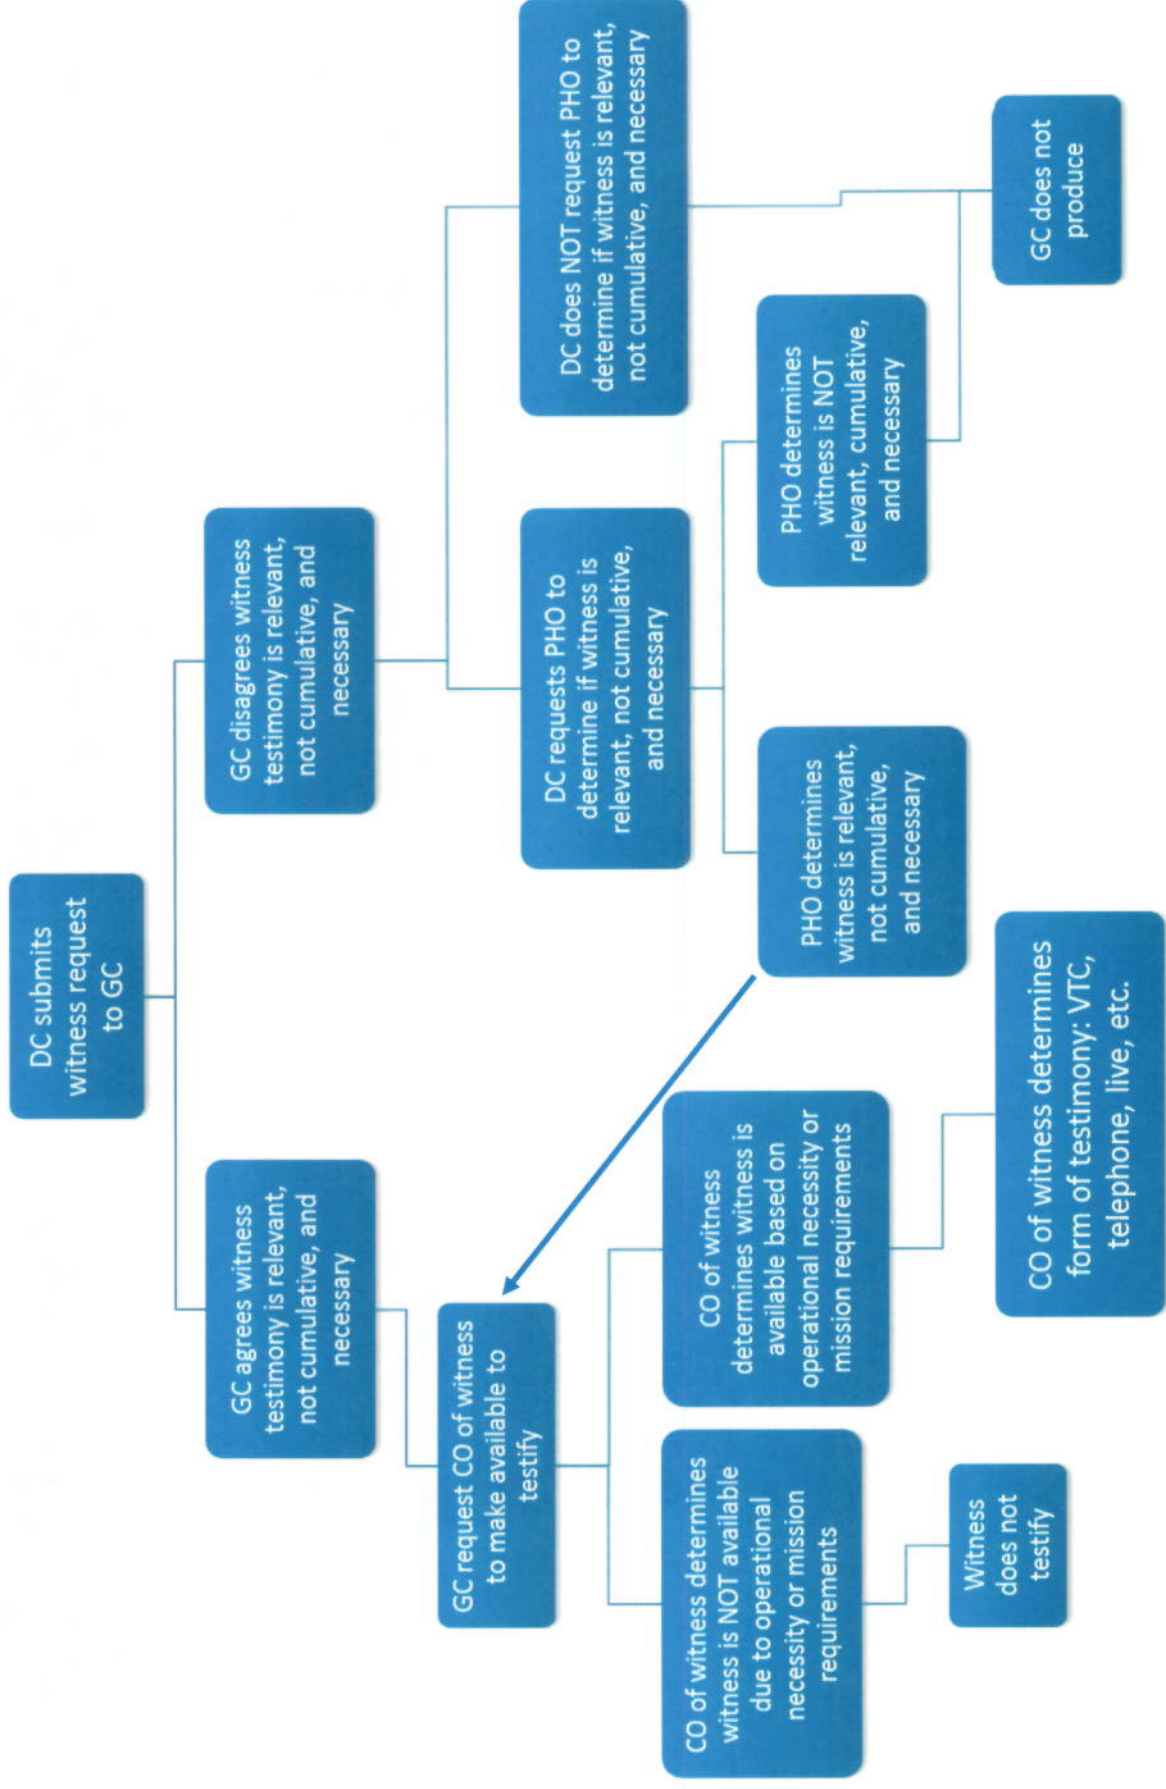 DC submits
witness request
to GC
GC agrees witness
testimony is relevant,
not cumulative, and
necessary
GC disagrees witness
testimony is relevant,
not cumulative, and
necessary
GC request CO of witness
to make available to
testify
DC requests PHO to
determine if witness is
relevant, not cumulative,
and necessary
DC does NOT request PHO to
determine if witness is relevant,
not cumulative, and necessary
CO of witness determines
witness is NOT available
due to operational
necessity or mission
requirements
CO of witness
determines witness is
available based on
operational necessity or
mission requirements
PHO determines
witness is relevant,
not cumulative,
and necessary
PHO determines
witness is NOT
relevant, cumulative,
and necessary
Witness
does not
testify
CO of witness determines
form of testimony: VTC,
telephone, live, etc.
GC does not
produce